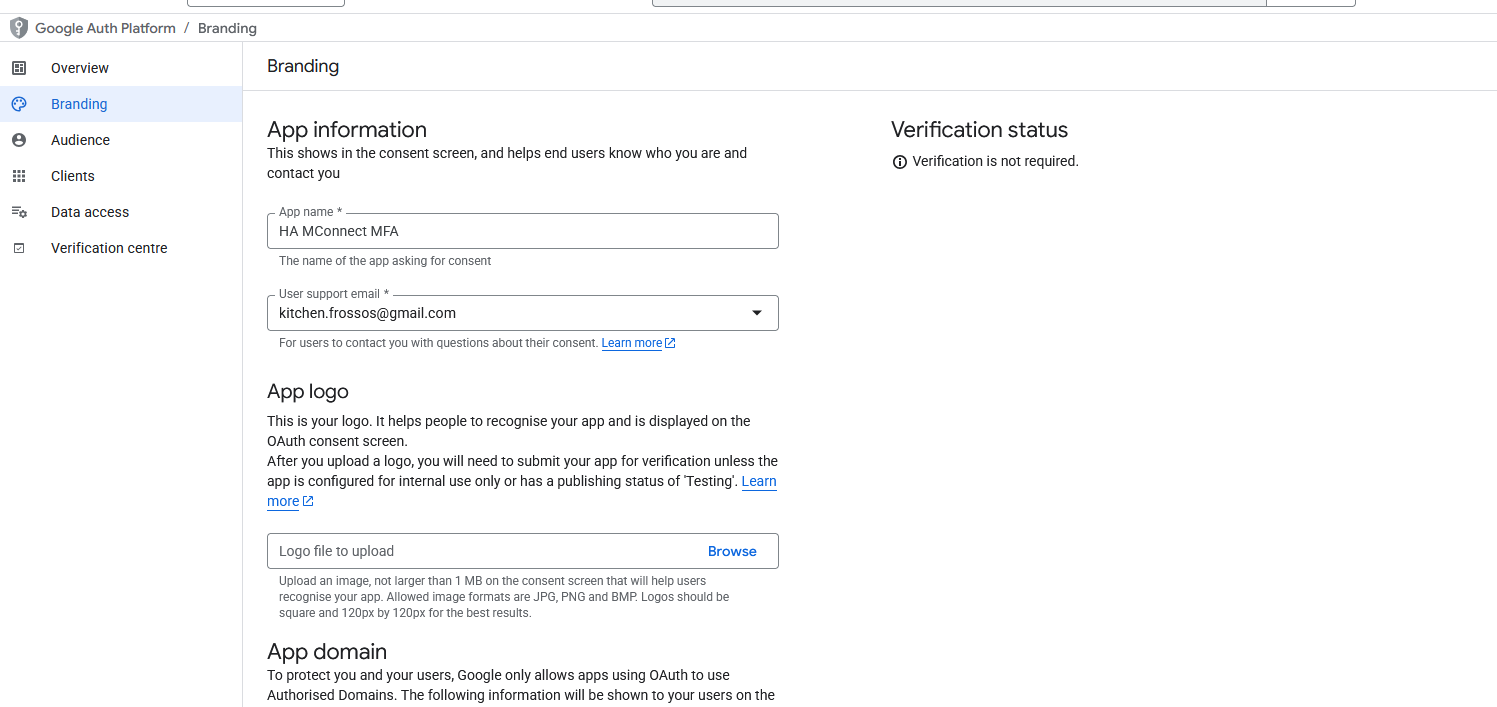 Google Auth Platform / Branding
Overview
Branding
Audience
Clients
Data access
Verification centre
Branding
App information
This shows in the consent screen, and helps end users know who you are and
contact you
App name *
HA MConnect MFA
The name of the app asking for consent
User support email *
kitchen.frossos@gmail.com
For users to contact you with questions about their consent. Learn more
App logo
This is your logo. It helps people to recognise your app and is displayed on the
OAuth consent screen.
After you upload a logo, you will need to submit your app for verification unless the
app is configured for internal use only or has a publishing status of 'Testing'. Learn
more
Logo file to upload
Browse
Upload an image, not larger than 1 MB on the consent screen that will help users
recognise your app. Allowed image formats are JPG, PNG and BMP. Logos should be
square and 120px by 120px for the best results.
App domain
To protect you and your users, Google only allows apps using OAuth to use
Authorised Domains. The following information will be shown to your users on the
Verification status
Verification is not required.